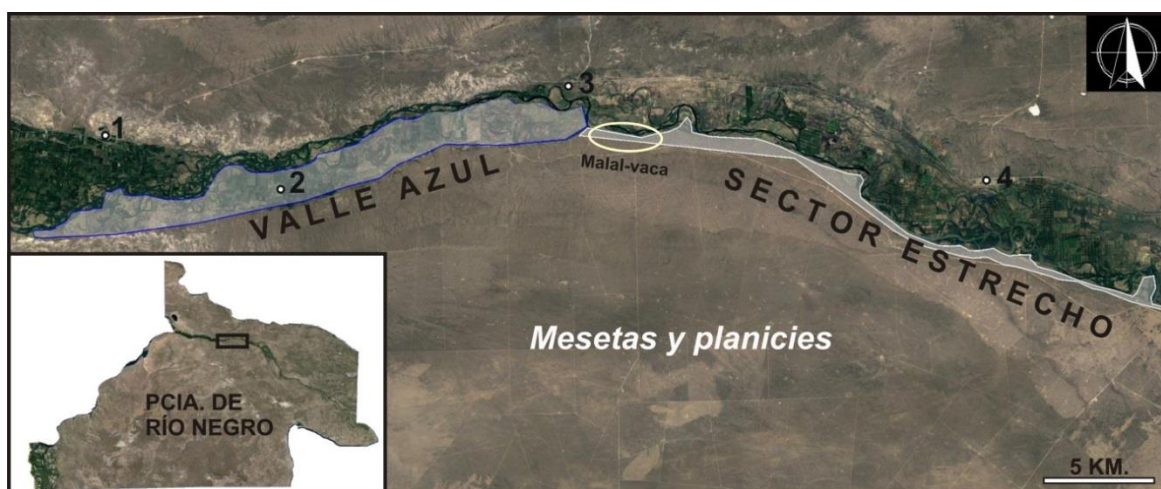 1
3
Malal-vaca
2
VALLE AZUL
4
SECTOR ESTRECHO
Mesetas y planicies
PCIA. DE
RÍO NEGRO
5 KM.